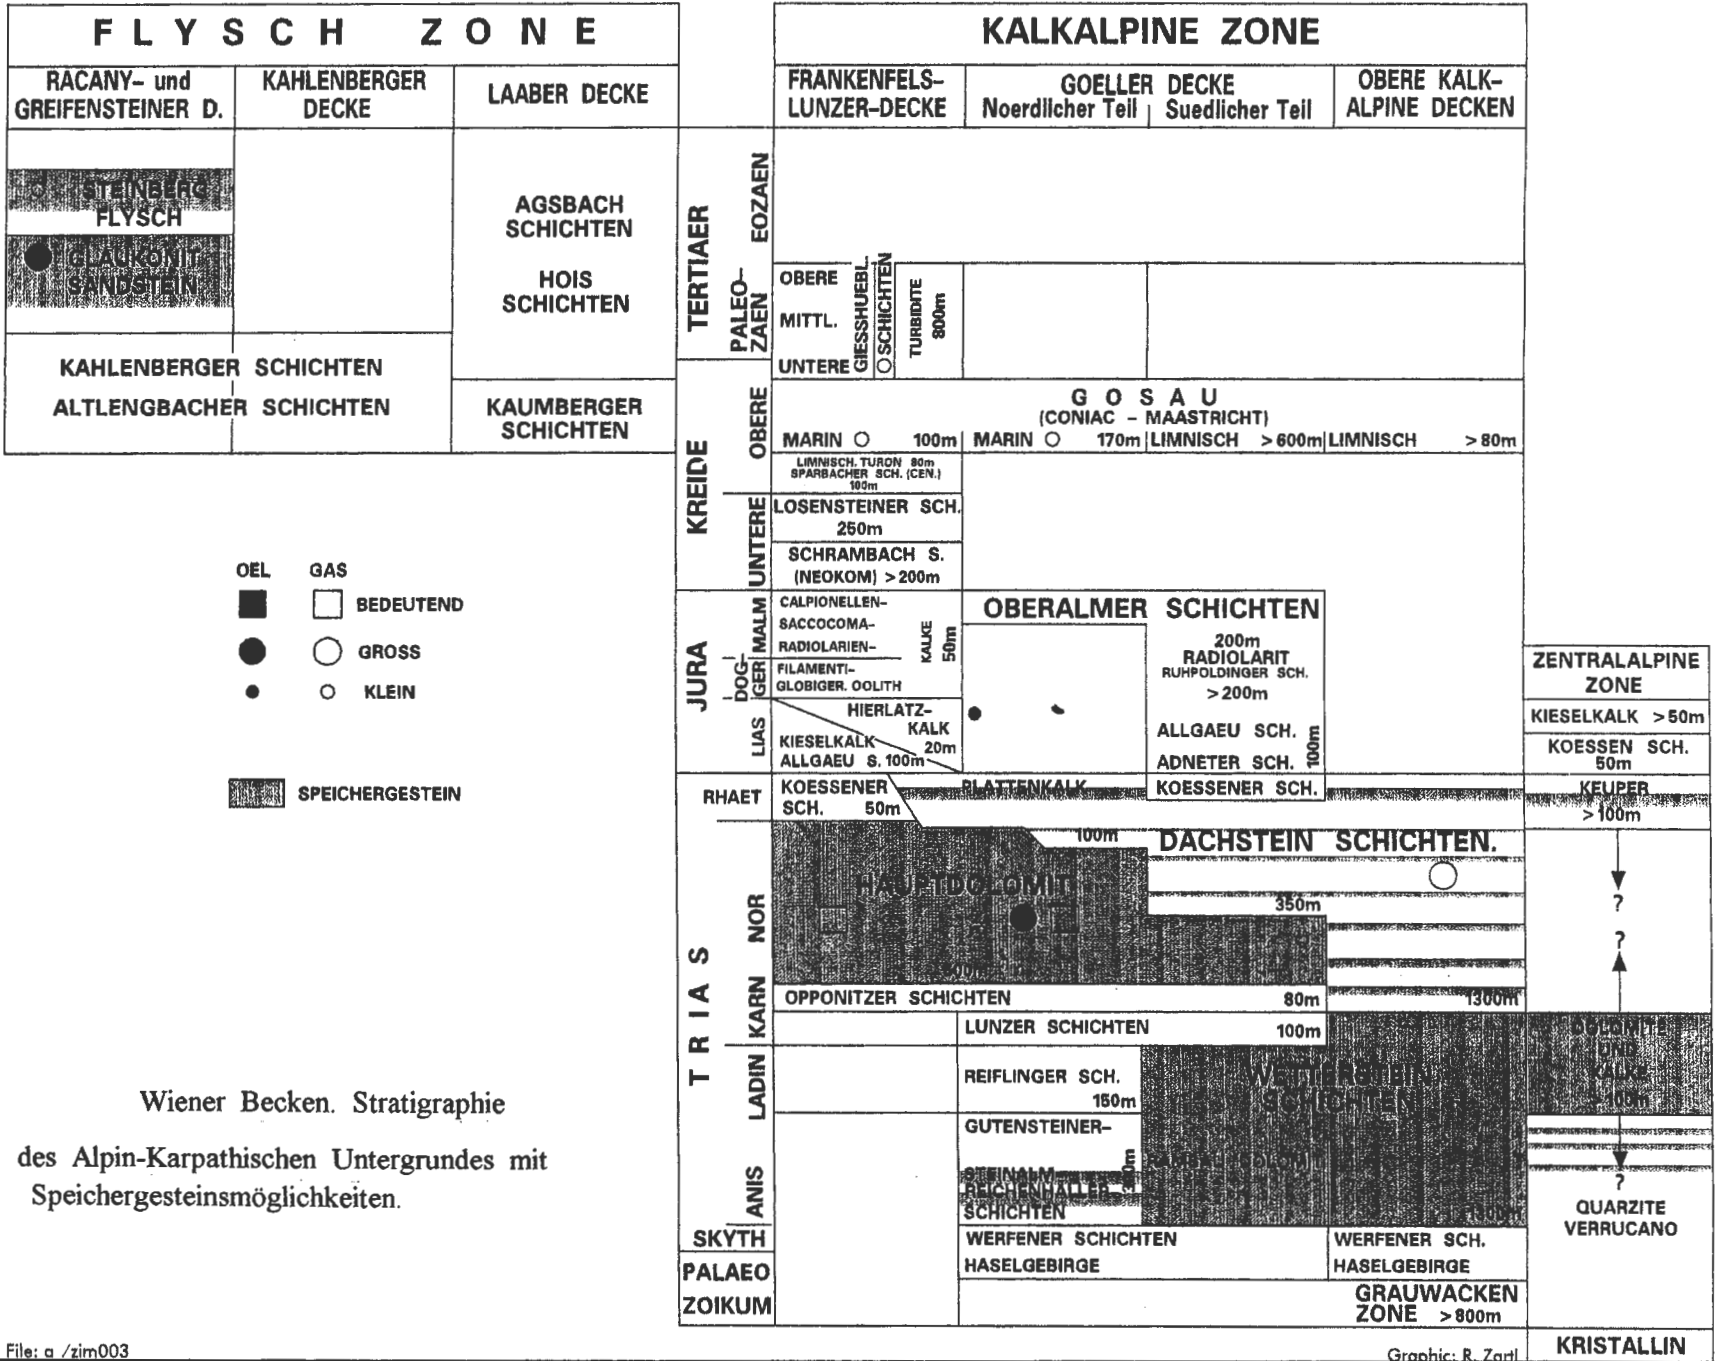 FLYSCH ZONE
RACANY- und
GREIFENSTEINER D.
KAHLENBERGER
DECKE
LAABER DECKE
STEINBERG
FLYSCH
GLAUKONIT
SANDSTEIN
AGSBACH
SCHICHTEN
HOIS
SCHICHTEN
KAHLENBERGER SCHICHTEN
ALTLENGBACHER SCHICHTEN
KAUMBERGER
SCHICHTEN
OEL GAS
BEDEUTEND
GROSS
KLEIN
SPEICHERGESTEIN
Wiener Becken. Stratigraphie
des Alpin-Karpathischen Untergrundes mit
Speichergesteinsmöglichkeiten.
File: a /zim003
KALKALPINE ZONE
FRANKENFELS-
LUNZER-DECKE
GOELLER DECKE
Noerdlicher Teil Suedlicher Teil
OBERE KALK-
ALPINE DECKEN
TERTIAER
EOZAEN
PALEO-
ZAEN
KREIDE
OBERE
UNTERE
JURA
MALM
DOG-
GER
LIAS
TRIAS
RHAET
NOR
KARN
LADIN
ANIS
SKYTH
PALAEO
ZOIKUM
OBERE
MITTL.
UNTERE
GIESSHUEBL.
SCHICHTEN
TURBIDITE
800m
GOSAU
(CONIAC - MAASTRICHT)
MARIN 100m MARIN 170m LIMNISCH >600m LIMNISCH >80m
LIMNISCH. TURON 80m
SPARBACHER SCH. (CEN.)
100m
LOSENSTEINER SCH.
250m
SCHRAMBACH S.
(NEOKOM) >200m
CALPIONELLEN-
SACCOCOMA-
RADIOLARIEN-
KALKE
50m
FILAMENTI-
GLOBIGER. OOLITH
HIERLATZ-
KALK
20m
KIESELKALK
ALLGAEU S. 100m
OBERALMER SCHICHTEN
200m
RADIOLARIT
RUHPOLDINGER SCH.
>200m
ALLGAEU SCH.
ADNETER SCH.
100m
KOESSENER
SCH. 50m
PLATTENKALK
KOESSENER SCH.
100m
DACHSTEIN SCHICHTEN.
HAUPTDOLOMIT
350m
OPPONITZER SCHICHTEN 80m
1300m
LUNZER SCHICHTEN 100m
REIFLINGER SCH.
150m
WETTERSTEIN
SCHICHTEN
GUTENSTEINER-
STEINALM
REICHENHALLER-
SCHICHTEN
WERFENER SCHICHTEN
HASELGEBIRGE
WERFENER SCH.
HASELGEBIRGE
GRAUWACKEN
ZONE >800m
ZENTRALALPINE
ZONE
KIESELKALK >50m
KOESSEN SCH.
50m
KEUPER
>100m
?
?
DOLOMITE
UND
KALKE
>100m
?
QUARZITE
VERRUCANO
KRISTALLIN
Graphic: R. Zartl